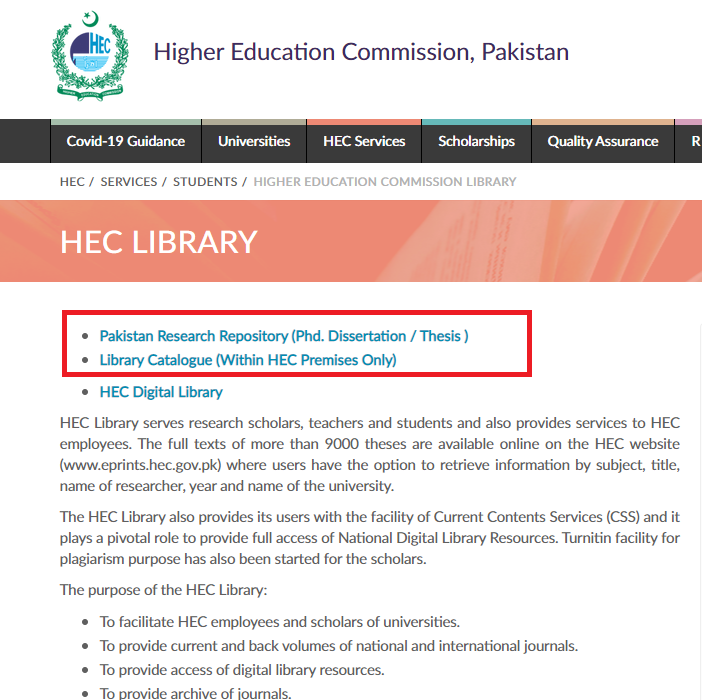 HEC
Higher Education Commission, Pakistan
Covid-19 Guidance Universities HEC Services Scholarships Quality Assurance R
HEC / SERVICES / STUDENTS / HIGHER EDUCATION COMMISSION LIBRARY
HEC LIBRARY
• Pakistan Research Repository (Phd. Dissertation / Thesis )
• Library Catalogue (Within HEC Premises Only)
• HEC Digital Library
HEC Library serves research scholars, teachers and students and also provides services to HEC
employees. The full texts of more than 9000 theses are available online on the HEC website
(www.eprints.hec.gov.pk) where users have the option to retrieve information by subject, title,
name of researcher, year and name of the university.
The HEC Library also provides its users with the facility of Current Contents Services (CSS) and it
plays a pivotal role to provide full access of National Digital Library Resources. Turnitin facility for
plagiarism purpose has also been started for the scholars.
The purpose of the HEC Library:
• To facilitate HEC employees and scholars of universities.
• To provide current and back volumes of national and international journals.
• To provide access of digital library resources.
• To provide archive of journals.